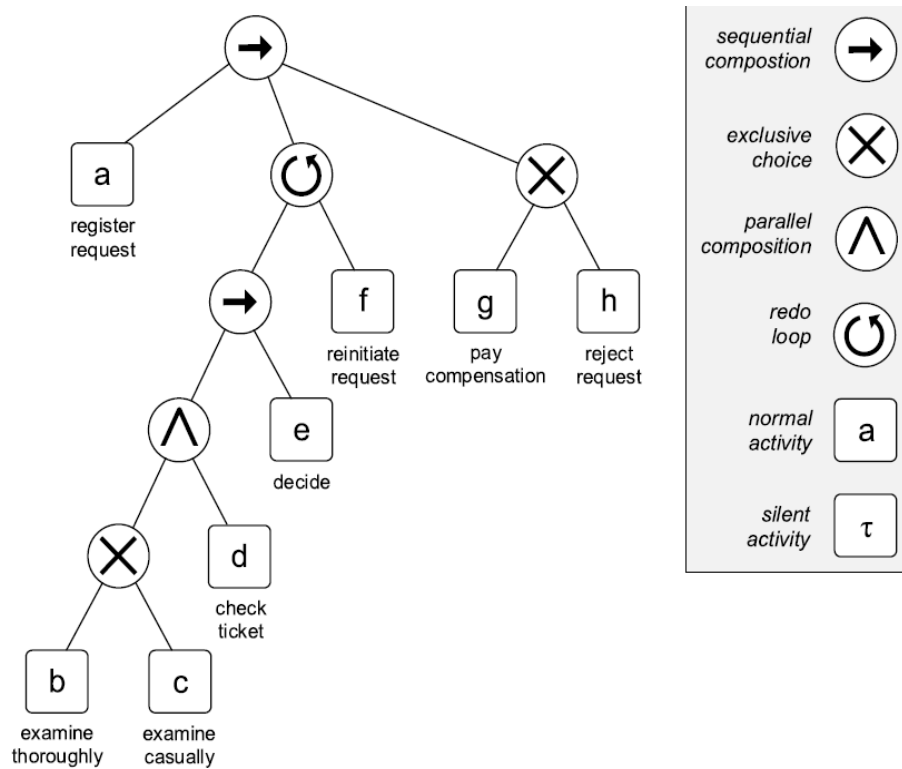 a
register
request
f
reinitiate
request
g
pay
compensation
h
reject
request
e
decide
d
check
ticket
b
examine
thoroughly
c
examine
casually
sequential
compostion
exclusive
choice
parallel
composition
redo
loop
normal
activity
a
silent
activity
τ